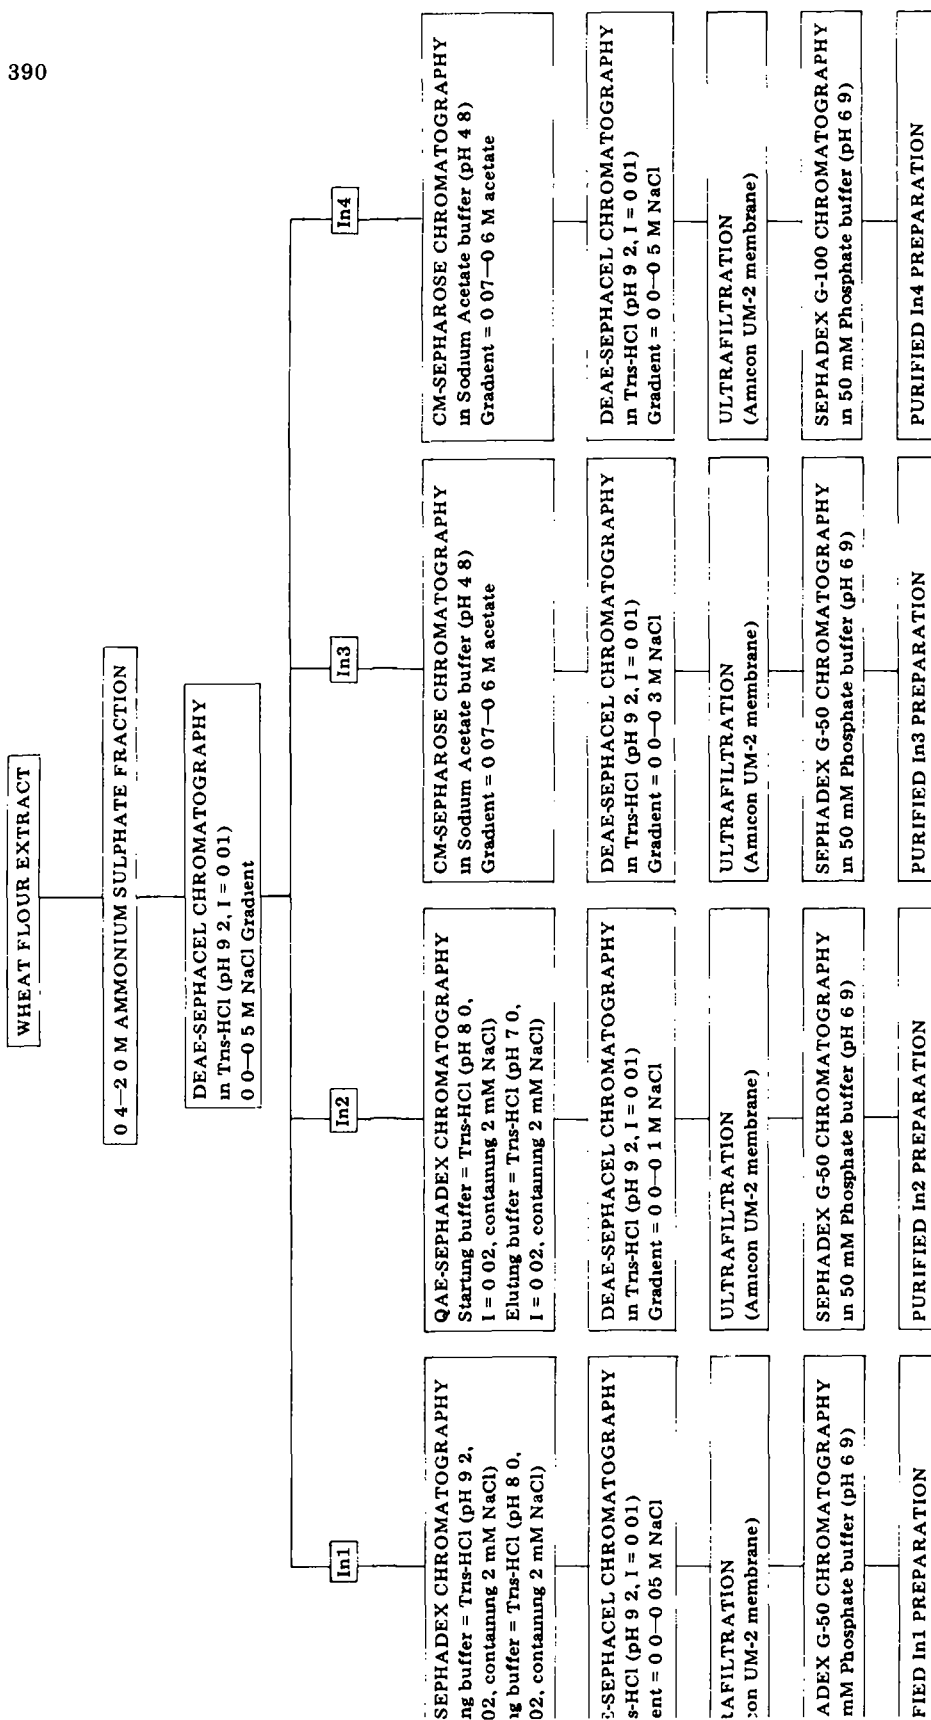 390
WHEAT FLOUR EXTRACT
0 4—2 0 M AMMONIUM SULPHATE FRACTION
DEAE-SEPHACEL CHROMATOGRAPHY
in Tris-HCl (pH 9 2, I = 0 01)
0 0—0 5 M NaCl Gradient
In1
SEPHADEX CHROMATOGRAPHY
ng buffer = Tris-HCl (pH 9 2,
02, containing 2 mM NaCl)
ng buffer = Tris-HCl (pH 8 0,
02, containing 2 mM NaCl)
E-SEPHACEL CHROMATOGRAPHY
s-HCl (pH 9 2, I = 0 01)
ent = 0 0—0 05 M NaCl
RAFILTRATION
con UM-2 membrane)
ADEX G-50 CHROMATOGRAPHY
mM Phosphate buffer (pH 6 9)
FIED In1 PREPARATION
In2
QAE-SEPHADEX CHROMATOGRAPHY
Starting buffer = Tris-HCl (pH 8 0,
I = 0 02, containing 2 mM NaCl)
Eluting buffer = Tris-HCl (pH 7 0,
I = 0 02, containing 2 mM NaCl)
DEAE-SEPHACEL CHROMATOGRAPHY
in Tris-HCl (pH 9 2, I = 0 01)
Gradient = 0 0—0 1 M NaCl
ULTRAFILTRATION
(Amicon UM-2 membrane)
SEPHADEX G-50 CHROMATOGRAPHY
in 50 mM Phosphate buffer (pH 6 9)
PURIFIED In2 PREPARATION
In3
CM-SEPHAROSE CHROMATOGRAPHY
in Sodium Acetate buffer (pH 4 8)
Gradient = 0 07—0 6 M acetate
DEAE-SEPHACEL CHROMATOGRAPHY
in Tris-HCl (pH 9 2, I = 0 01)
Gradient = 0 0—0 3 M NaCl
ULTRAFILTRATION
(Amicon UM-2 membrane)
SEPHADEX G-50 CHROMATOGRAPHY
in 50 mM Phosphate buffer (pH 6 9)
PURIFIED In3 PREPARATION
In4
CM-SEPHAROSE CHROMATOGRAPHY
in Sodium Acetate buffer (pH 4 8)
Gradient = 0 07—0 6 M acetate
DEAE-SEPHACEL CHROMATOGRAPHY
in Tris-HCl (pH 9 2, I = 0 01)
Gradient = 0 0—0 5 M NaCl
ULTRAFILTRATION
(Amicon UM-2 membrane)
SEPHADEX G-100 CHROMATOGRAPHY
in 50 mM Phosphate buffer (pH 6 9)
PURIFIED In4 PREPARATION